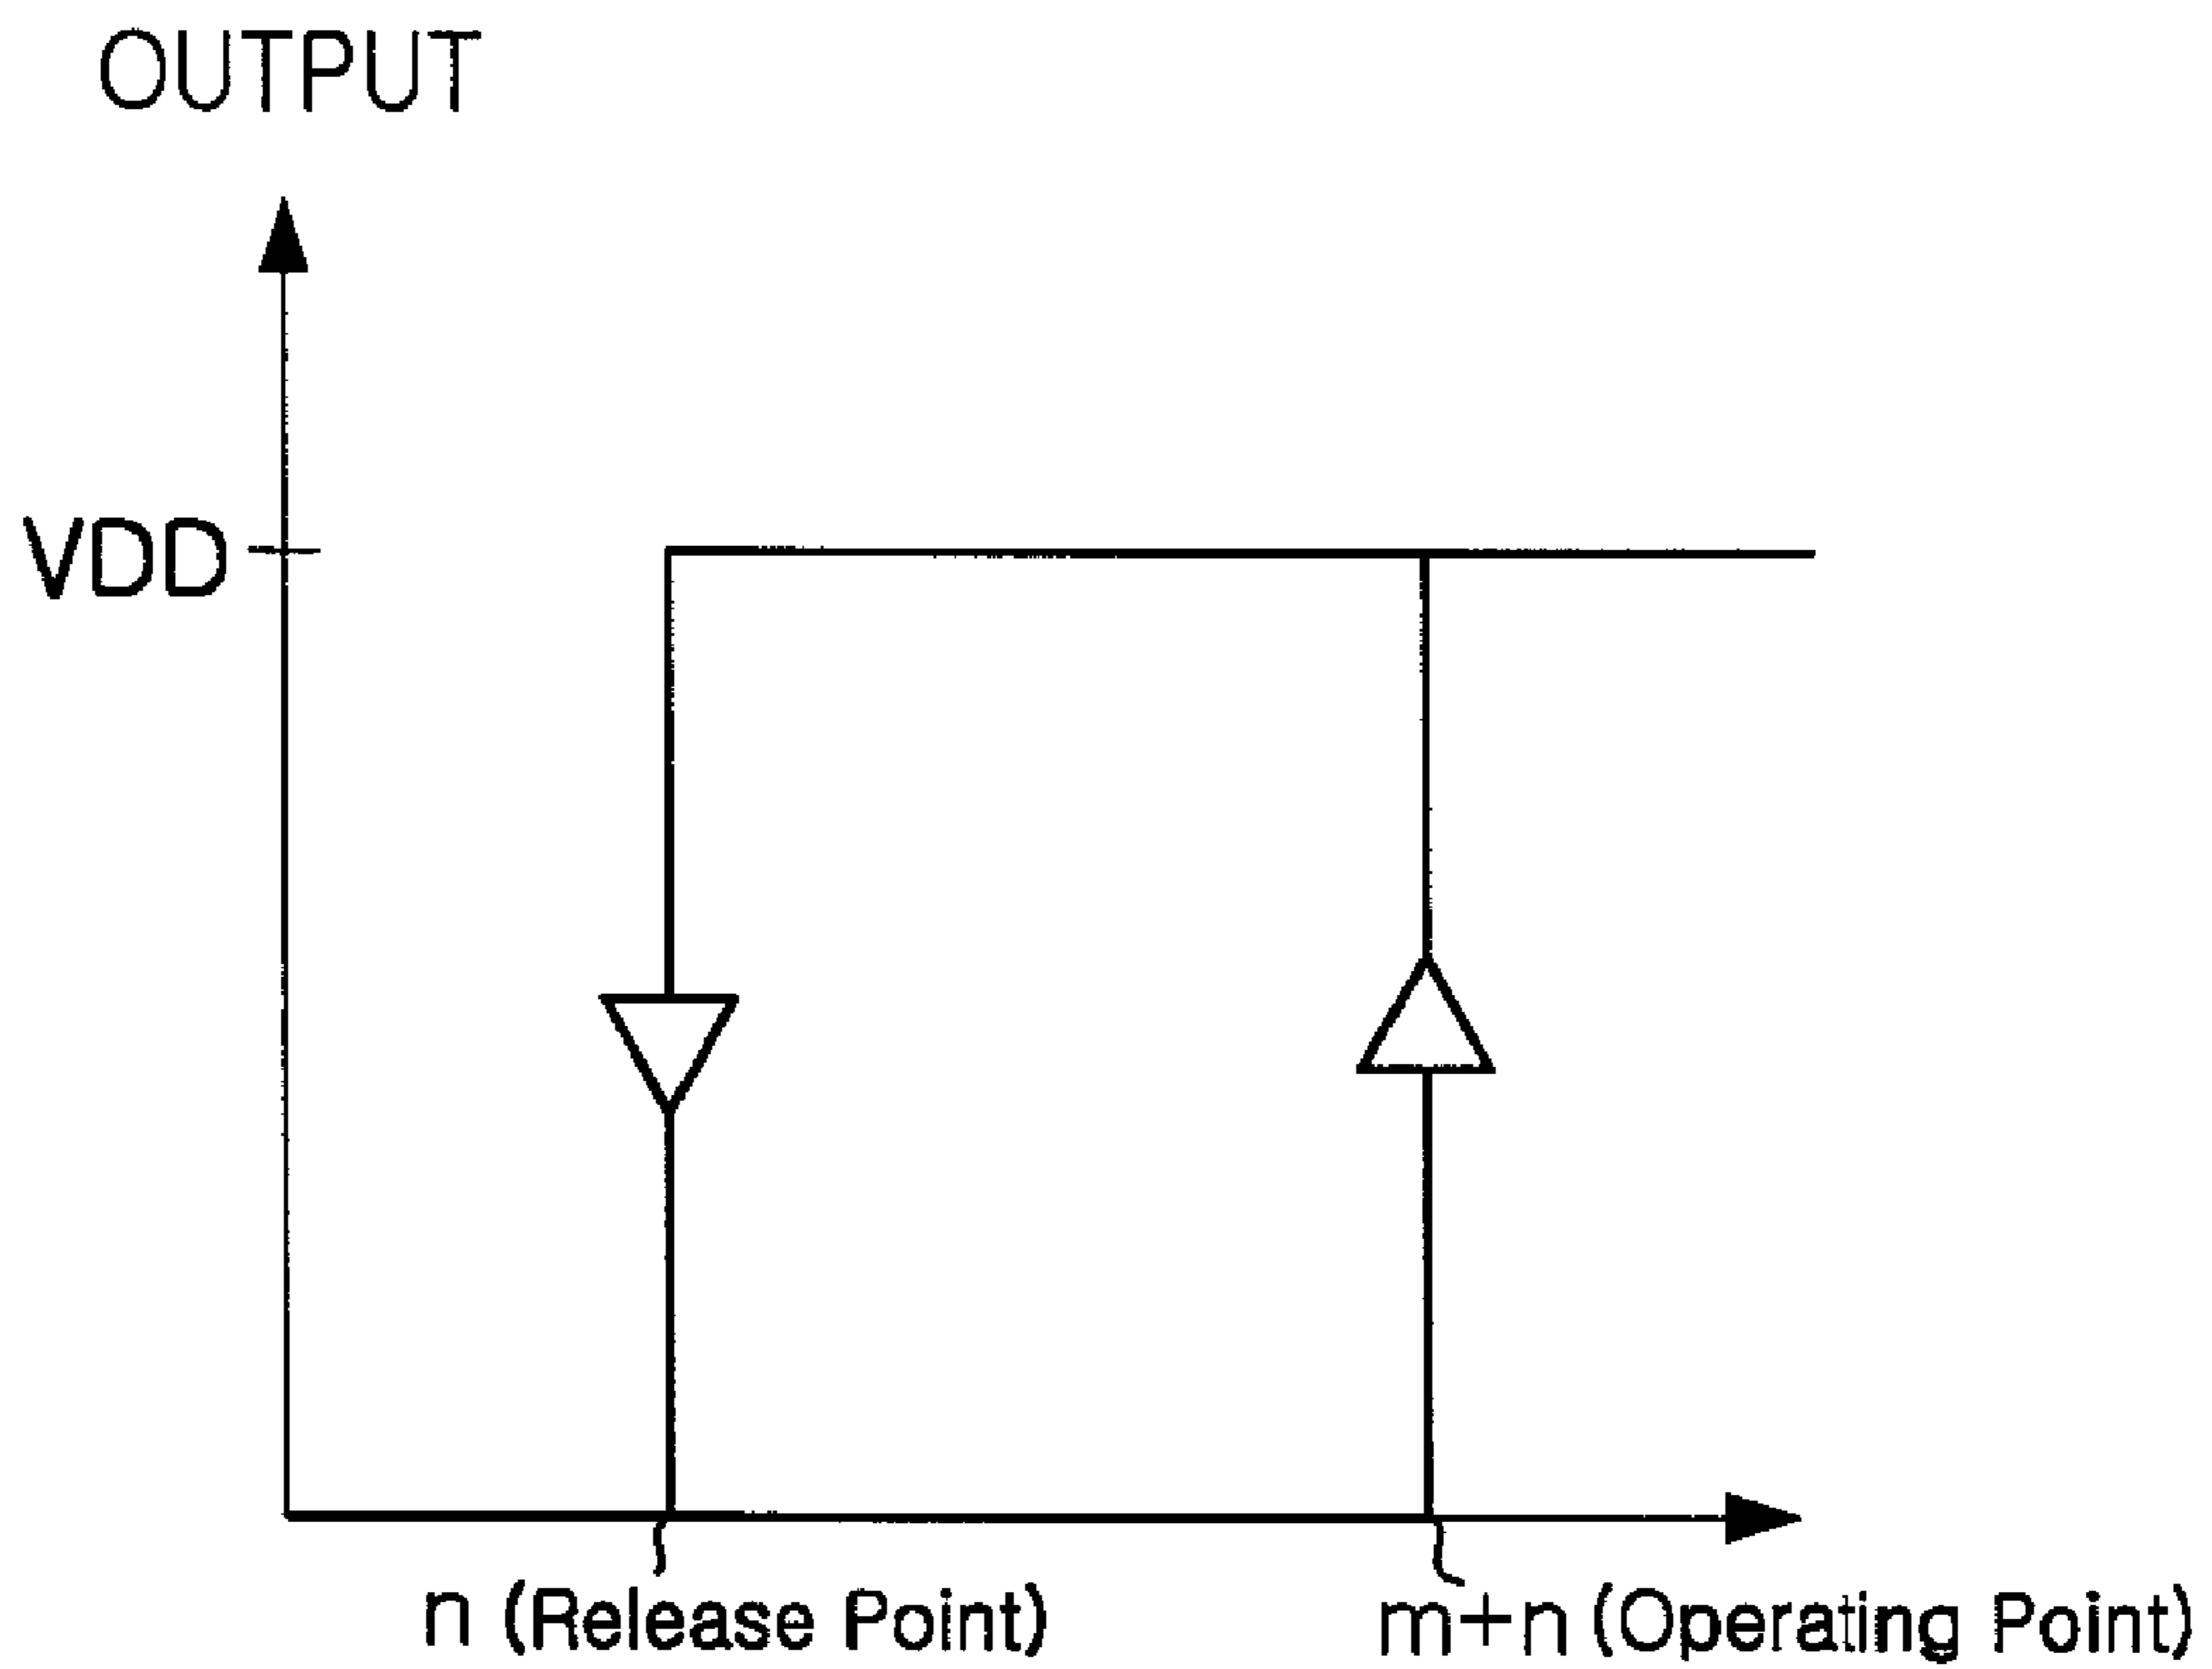 OUTPUT
VDD
n (Release Point)
m+n (Operating Point)